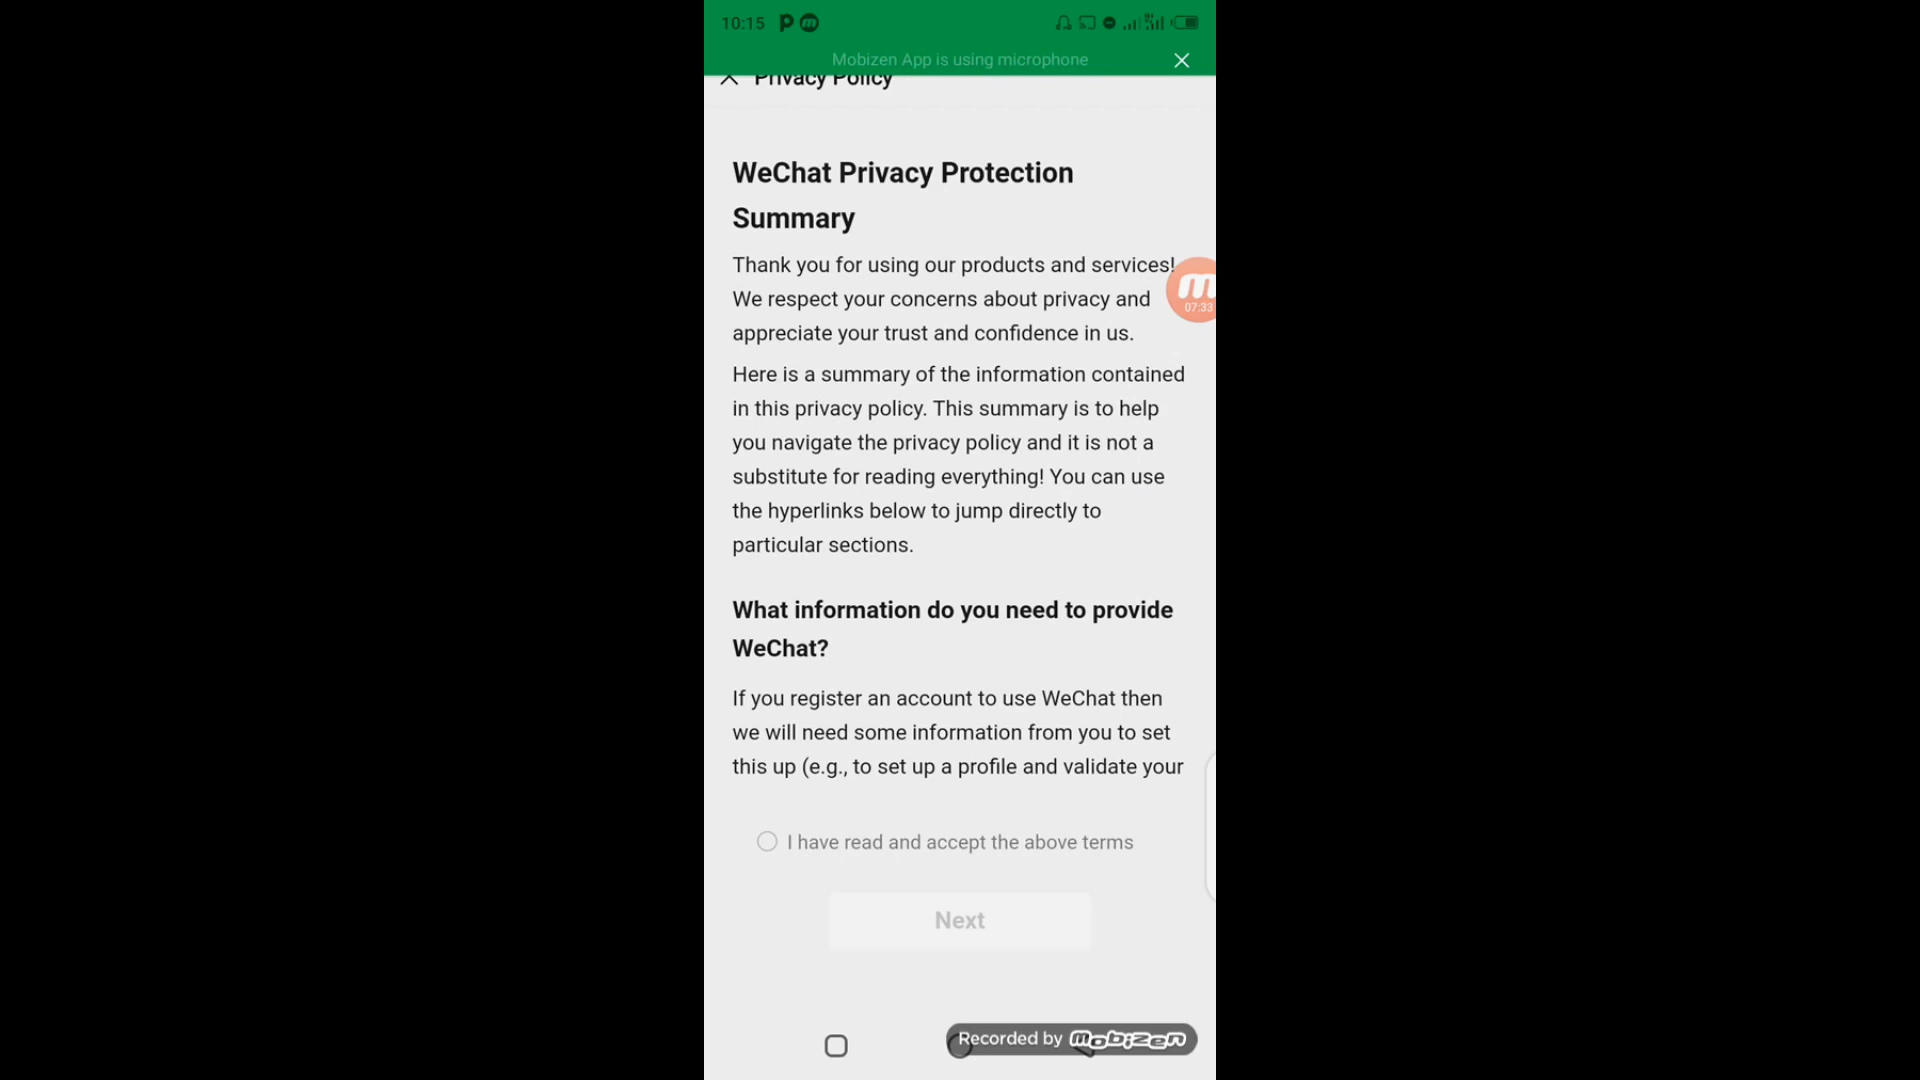 10:15
Mobizen App is using microphone
Privacy Policy
WeChat Privacy Protection
Summary
Thank you for using our products and services!
We respect your concerns about privacy and
appreciate your trust and confidence in us.
07:33
Here is a summary of the information contained
in this privacy policy. This summary is to help
you navigate the privacy policy and it is not a
substitute for reading everything! You can use
the hyperlinks below to jump directly to
particular sections.
What information do you need to provide
WeChat?
If you register an account to use WeChat then
we will need some information from you to set
this up (e.g., to set up a profile and validate your
I have read and accept the above terms
Next
Recorded by mobizen